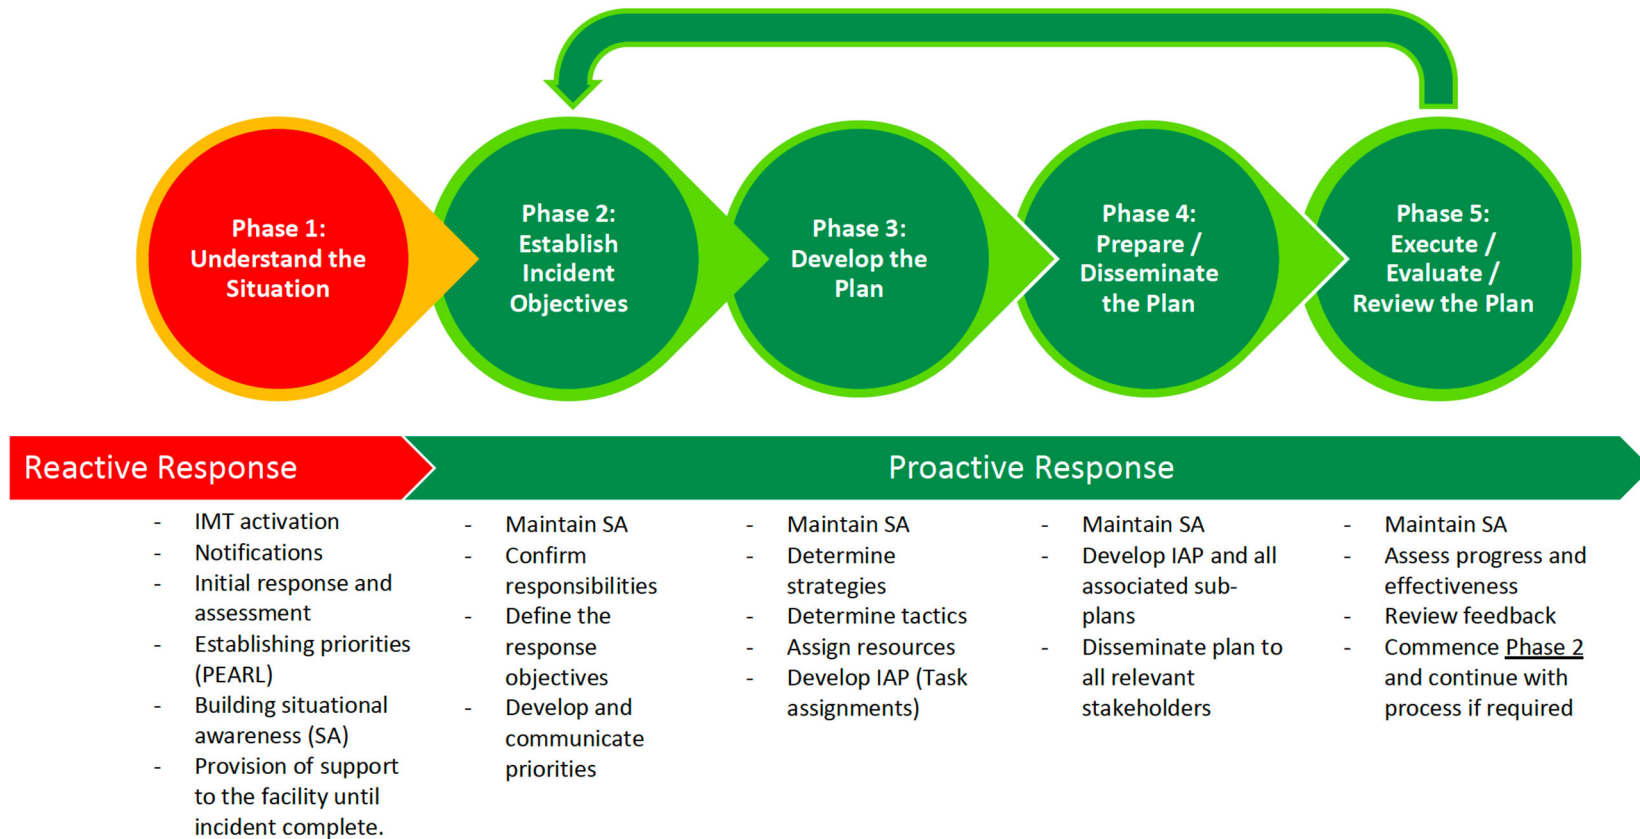 Phase 1:
Understand the
Situation
Phase 2:
Establish
Incident
Objectives
Phase 3:
Develop the
Plan
Phase 4:
Prepare /
Disseminate
the Plan
Phase 5:
Execute /
Evaluate /
Review the Plan
Reactive Response
Proactive Response
- IMT activation
- Notifications
- Initial response and
assessment
- Establishing priorities
(PEARL)
- Building situational
awareness (SA)
- Provision of support
to the facility until
incident complete.
- Maintain SA
- Confirm
responsibilities
- Define the
response
objectives
- Develop and
communicate
priorities
- Maintain SA
- Determine
strategies
- Determine tactics
- Assign resources
- Develop IAP (Task
assignments)
- Maintain SA
- Develop IAP and all
associated sub-
plans
- Disseminate plan to
all relevant
stakeholders
- Maintain SA
- Assess progress and
effectiveness
- Review feedback
- Commence Phase 2
and continue with
process if required